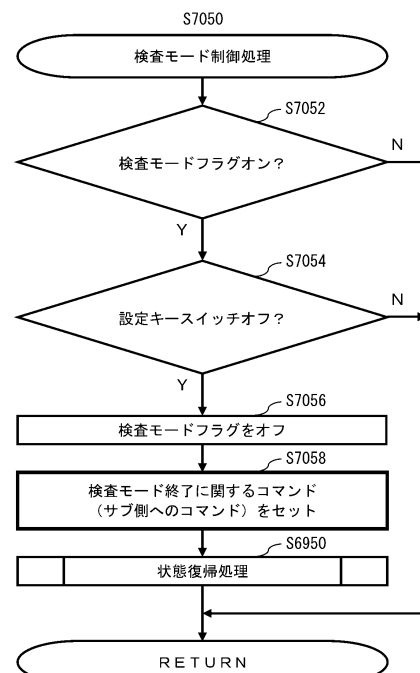 S7050
検査モード制御処理
S7052
検査モードフラグオン?
N
Y
S7054
設定キースイッチオフ?
N
Y
S7056
検査モードフラグをオフ
S7058
検査モード終了に関するコマンド
(サブ側へのコマンド)をセット
S6950
状態復帰処理
RETURN